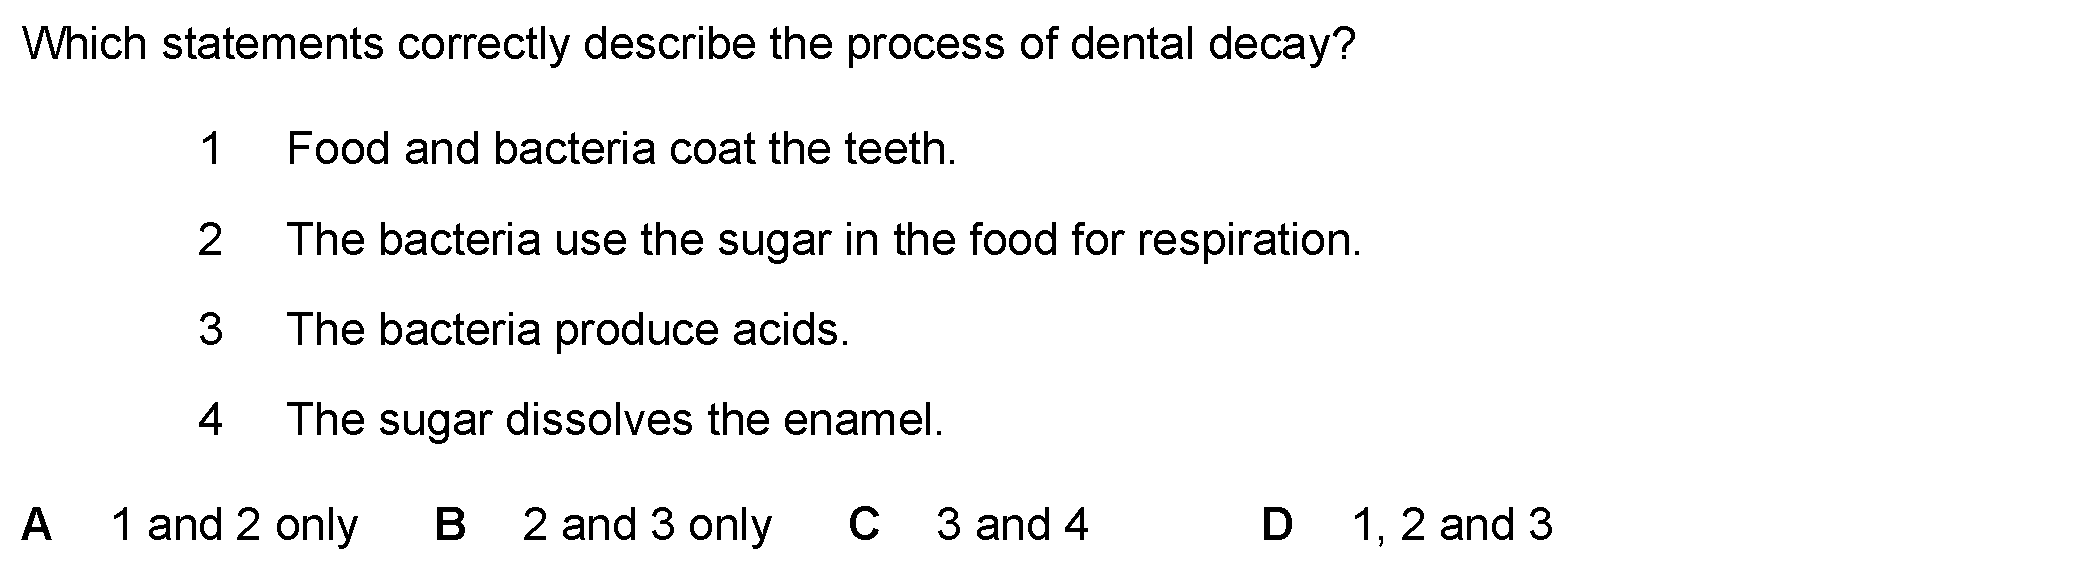 Which statements correctly describe the process of dental decay?
1 Food and bacteria coat the teeth.
2 The bacteria use the sugar in the food for respiration.
3 The bacteria produce acids.
4 The sugar dissolves the enamel.
A 1 and 2 only B 2 and 3 only C 3 and 4 D 1, 2 and 3